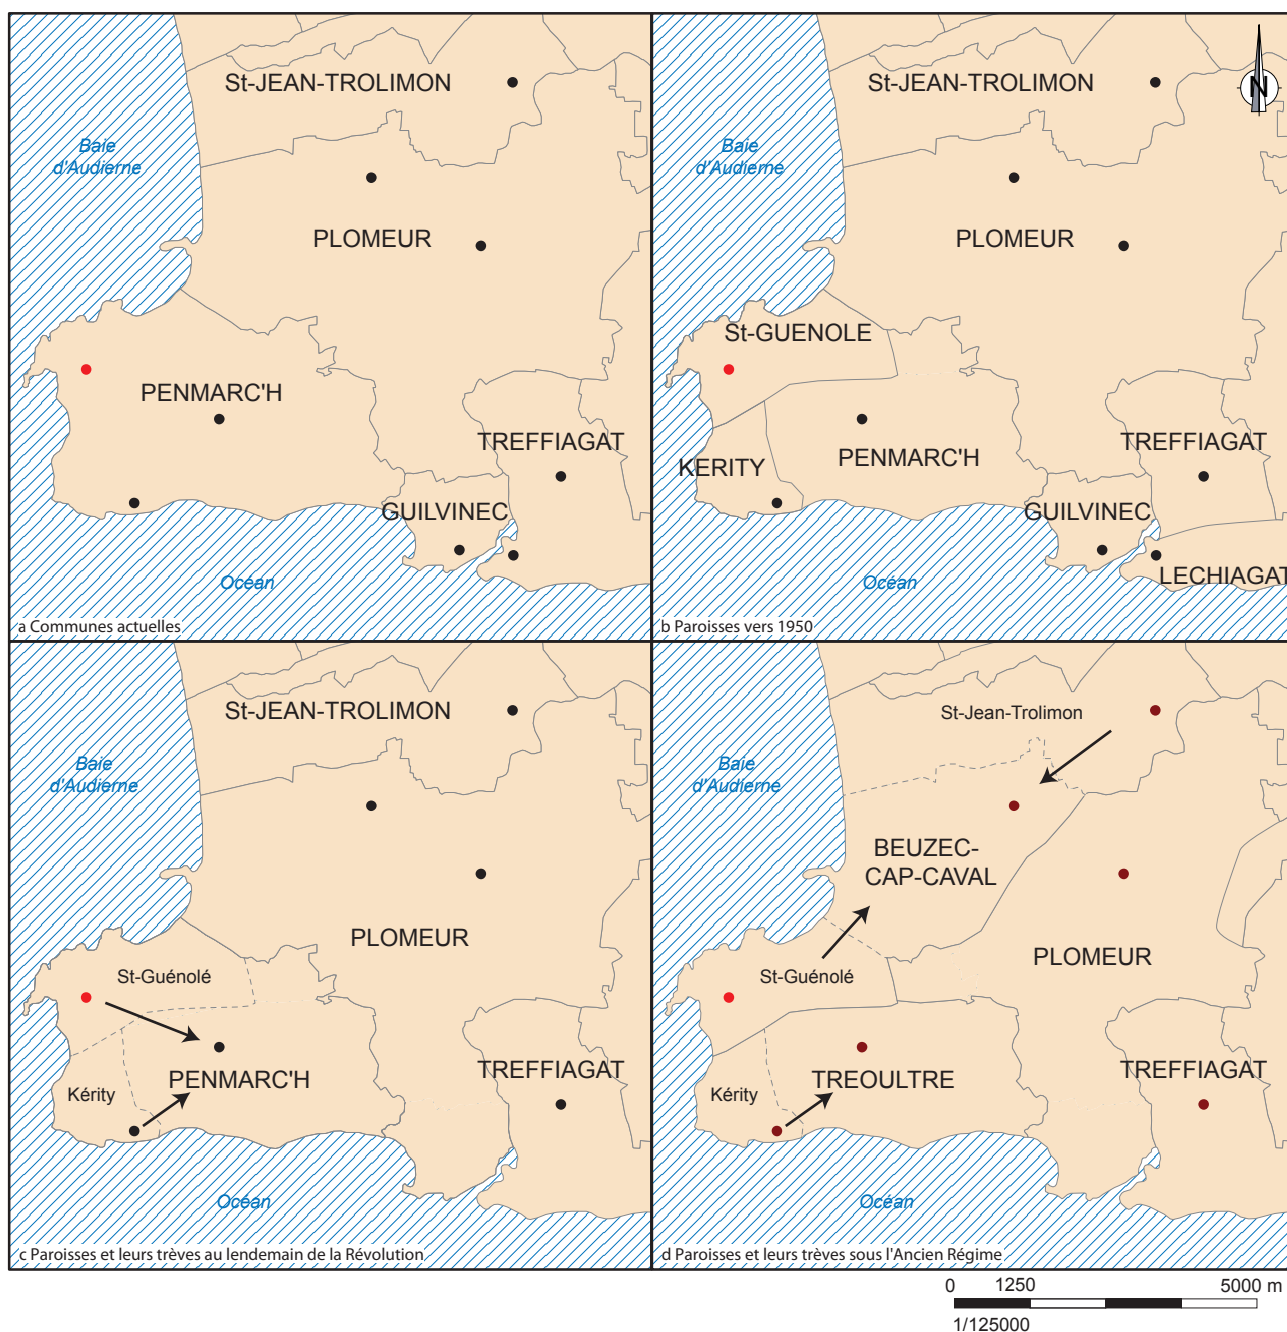 St-JEAN-TROLIMON
Baie
d'Audierne
PLOMEUR
PENMARC'H
TREFFIAGAT
GUILVINEC
Océan
a Communes actuelles
N
St-JEAN-TROLIMON
Baie
d'Audierne
PLOMEUR
St-GUENOLE
TREFFIAGAT
KERITY
PENMARC'H
GUILVINEC
LECHIAGAT
Océan
b Paroisses vers 1950
St-JEAN-TROLIMON
Baie
d'Audierne
PLOMEUR
St-Guénolé
TREFFIAGAT
PENMARC'H
Kérity
Océan
c Paroisses et leurs trèves au lendemain de la Révolution
St-Jean-Trolimon
Baie
d'Audierne
BEUZEC-
CAP-CAVAL
PLOMEUR
St-Guénolé
TREFFIAGAT
TREOULTRE
Kérity
Océan
d Paroisses et leurs trèves sous l'Ancien Régime
0 1250 5000 m
1/125000